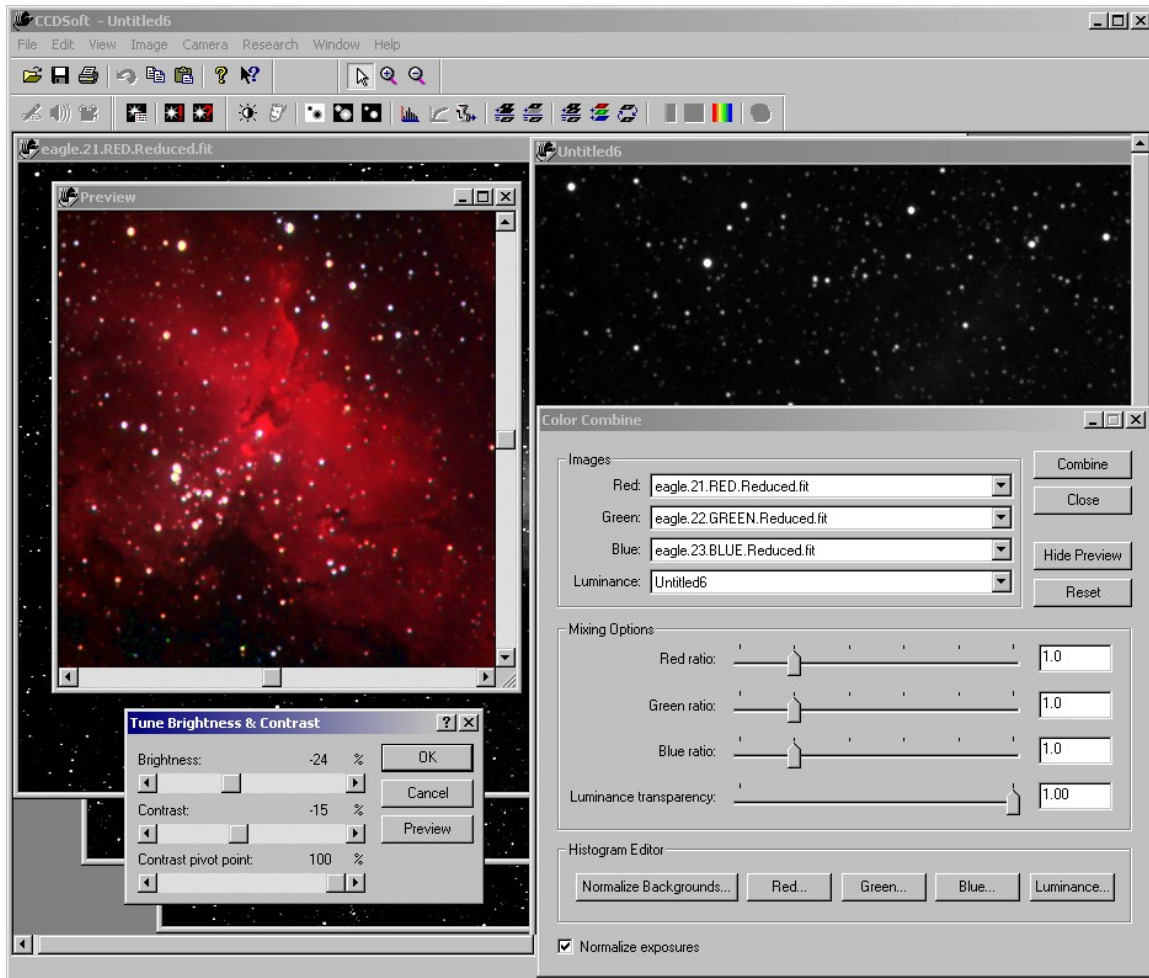 CCDSoft - Untitled6
File Edit View Image Camera Research Window Help
eagle.21.RED.Reduced.fit
Untitled6
Preview
Color Combine
Images
Red: eagle.21.RED.Reduced.fit
Green: eagle.22.GREEN.Reduced.fit
Blue: eagle.23.BLUE.Reduced.fit
Luminance: Untitled6
Combine
Close
Hide Preview
Reset
Mixing Options
Red ratio: 1.0
Green ratio: 1.0
Blue ratio: 1.0
Luminance transparency: 1.00
Histogram Editor
Normalize Backgrounds... Red... Green... Blue... Luminance...
Normalize exposures
Tune Brightness & Contrast
Brightness: -24 %
Contrast: -15 %
Contrast pivot point: 100 %
OK
Cancel
Preview